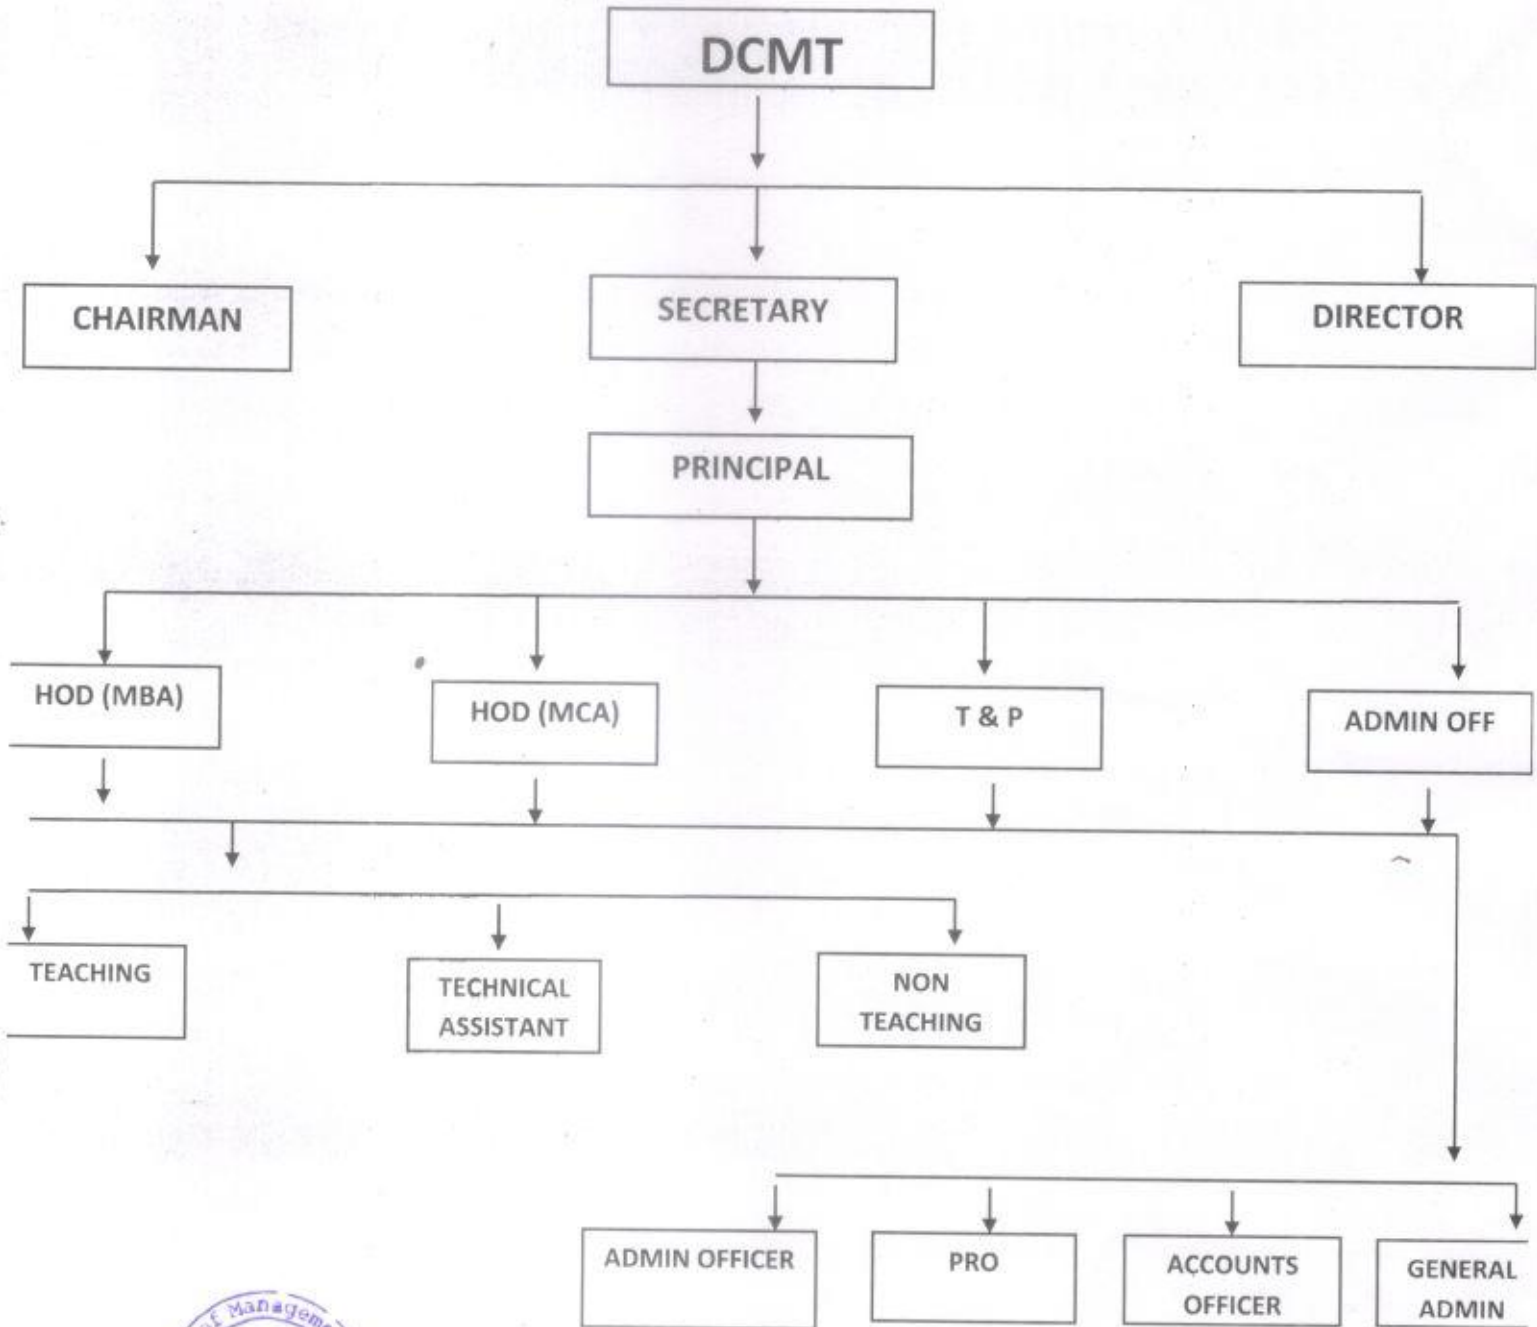 DCMT
CHAIRMAN
SECRETARY
DIRECTOR
PRINCIPAL
HOD (MBA)
HOD (MCA)
T & P
ADMIN OFF
TEACHING
TECHNICAL
ASSISTANT
NON
TEACHING
ADMIN OFFICER
PRO
ACCOUNTS
OFFICER
GENERAL
ADMIN
of